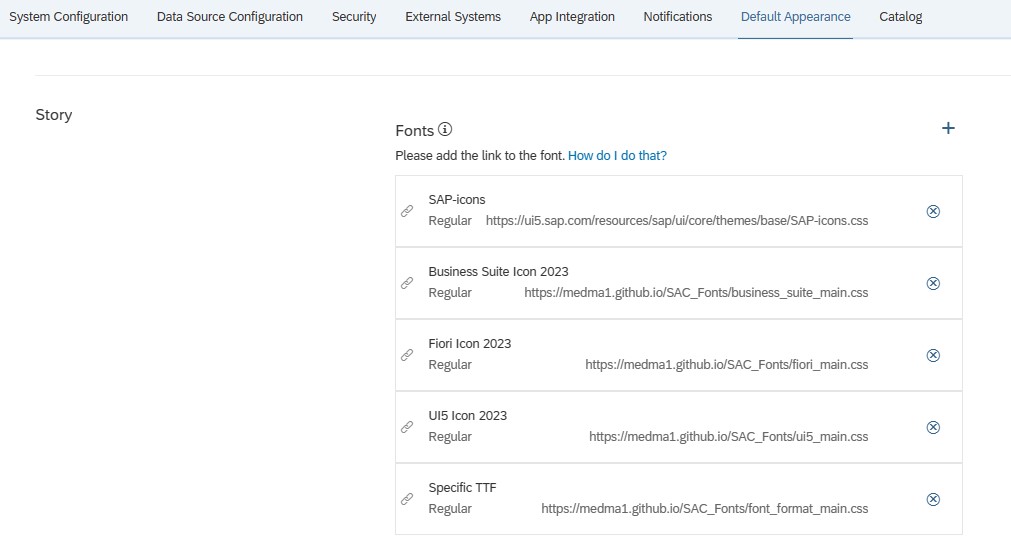 System Configuration Data Source Configuration Security External Systems App Integration Notifications Default Appearance Catalog
Story
Fonts
Please add the link to the font. How do I do that?
SAP-icons
Regular https://ui5.sap.com/resources/sap/ui/core/themes/base/SAP-icons.css
Business Suite Icon 2023
Regular https://medma1.github.io/SAC_Fonts/business_suite_main.css
Fiori Icon 2023
Regular https://medma1.github.io/SAC_Fonts/fiori_main.css
UI5 Icon 2023
Regular https://medma1.github.io/SAC_Fonts/ui5_main.css
Specific TTF
Regular https://medma1.github.io/SAC_Fonts/font_format_main.css